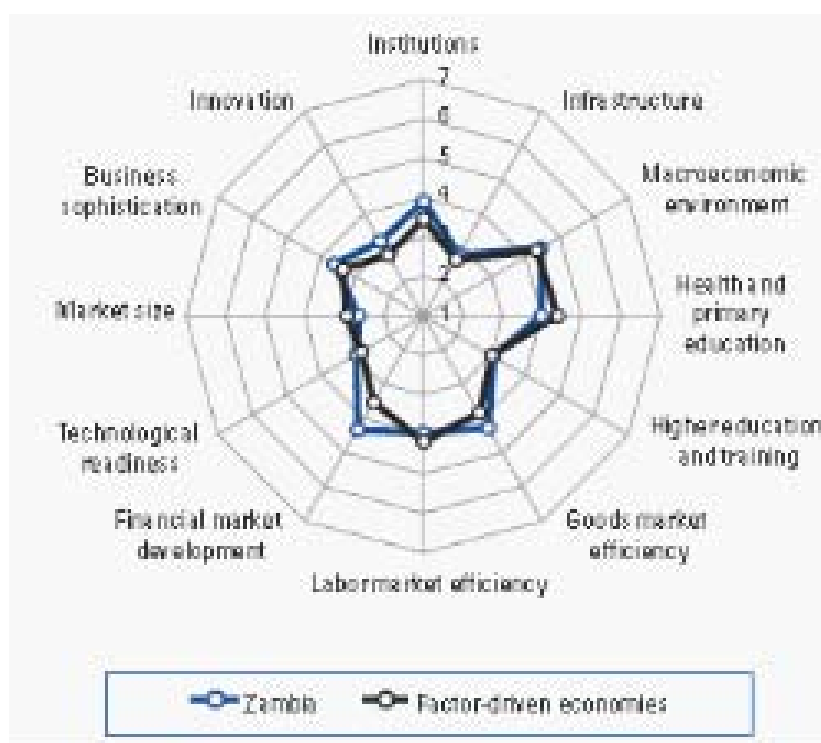 Institutions
7
6
5
4
2
1
Infrastructure
Macroeconomic
environment
Health and
primary
education
Higher education
and training
Goods market
efficiency
Labor market efficiency
Financial market
development
Technological
readiness
Market size
Business
sophistication
Innovation
Zambia
Factor-driven economies